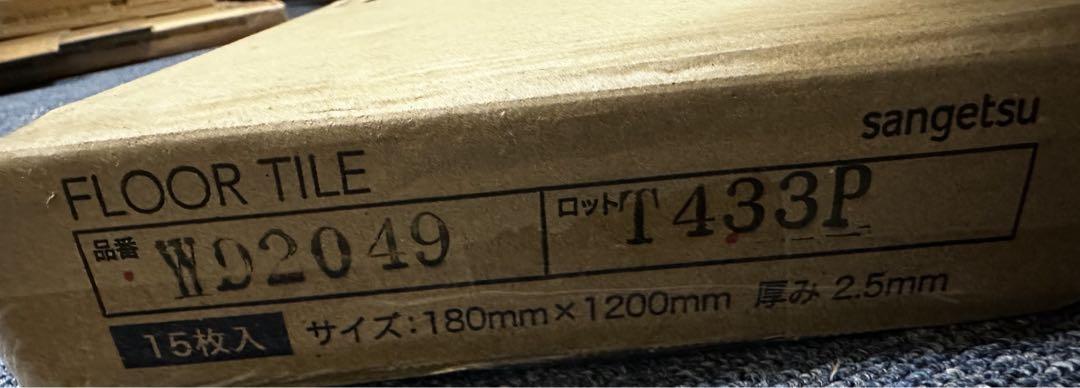 sangetsu
FLOOR TILE
品番 WD2049 ロット T433P
15枚入 サイズ:180mm×1200mm 厚み 2.5mm